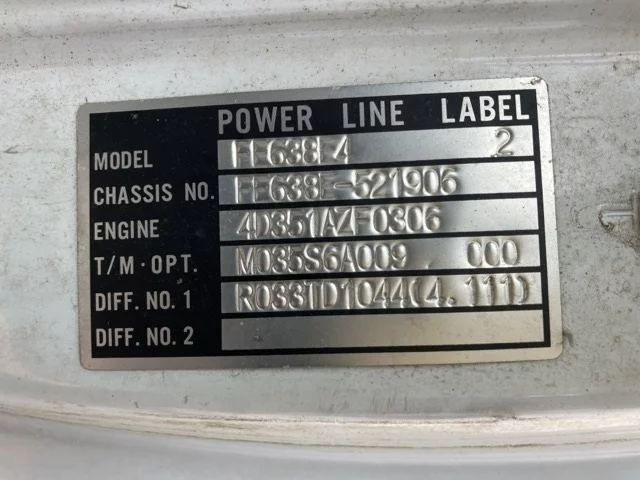 POWER LINE LABEL
MODEL FE638E4 2
CHASSIS NO. FE638E-521906
ENGINE 4D351AZF0306
T/M·OPT. M035S6A009 000
DIFF. NO. 1 R033TD1044(4.111)
DIFF. NO. 2